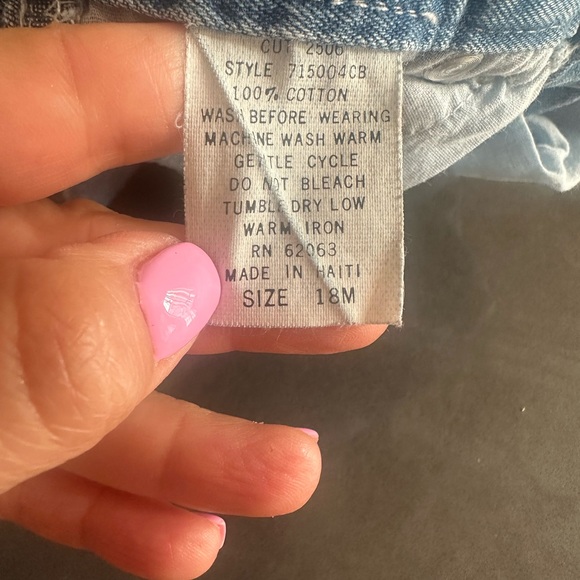 CUT 2506
STYLE 715004CB
100% COTTON
WASH BEFORE WEARING
MACHINE WASH WARM
GENTLE CYCLE
DO NOT BLEACH
TUMBLE DRY LOW
WARM IRON
RN 62063
MADE IN HAITI
SIZE 18M